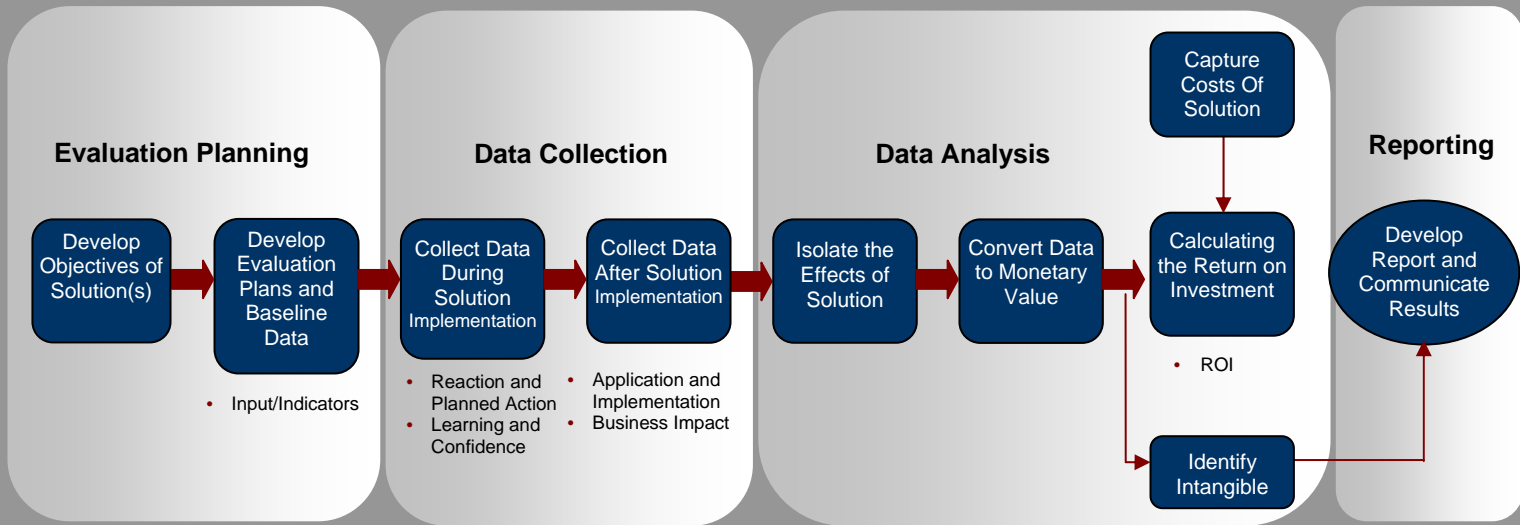 Evaluation Planning
Develop
Objectives of
Solution(s)
Develop
Evaluation
Plans and
Baseline
Data
• Input/Indicators
Data Collection
Collect Data
During
Solution
Implementation
• Reaction and
Planned Action
• Learning and
Confidence
Collect Data
After Solution
Implementation
• Application and
Implementation
• Business Impact
Data Analysis
Isolate the
Effects of
Solution
Convert Data
to Monetary
Value
Capture
Costs Of
Solution
Calculating
the Return on
Investment
• ROI
Identify
Intangible
Reporting
Develop
Report and
Communicate
Results